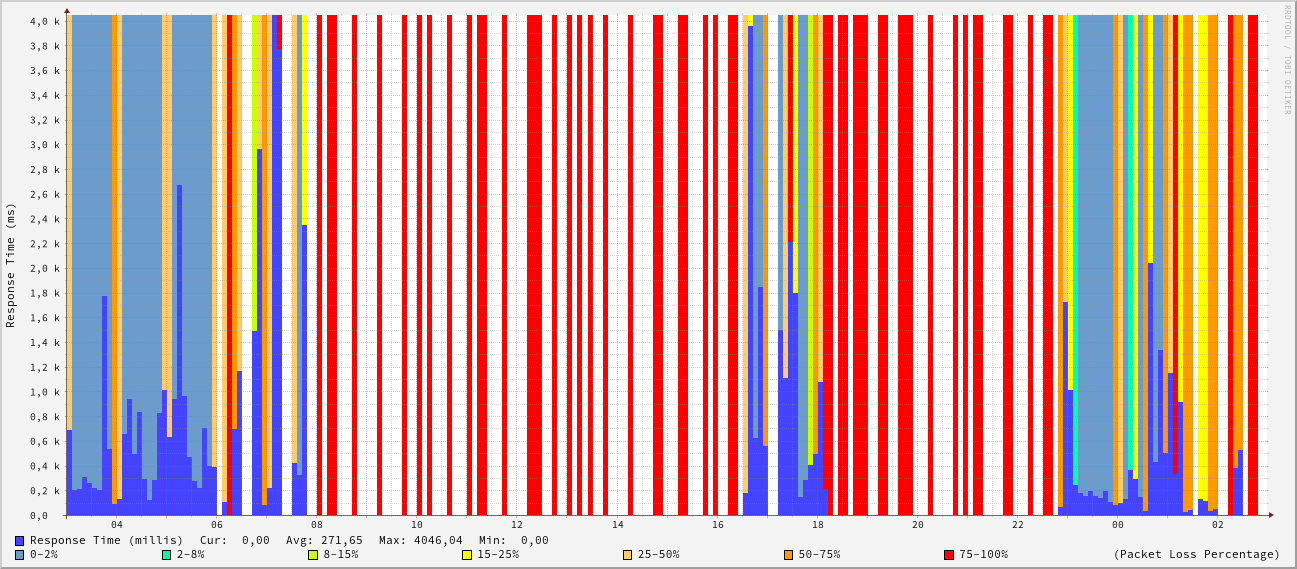 4,0 k
3,8 k
3,6 k
3,4 k
3,2 k
3,0 k
2,8 k
2,6 k
2,4 k
2,2 k
2,0 k
1,8 k
1,6 k
1,4 k
1,2 k
1,0 k
0,8 k
0,6 k
0,4 k
0,2 k
0,0
Response Time (ms)
RRDTOOL / TOBI OETIKER
04 06 08 10 12 14 16 18 20 22 00 02
Response Time (millis) Cur: 0,00 Avg: 271,65 Max: 4046,04 Min: 0,00
0-2% 2-8% 8-15% 15-25% 25-50% 50-75% 75-100% (Packet Loss Percentage)